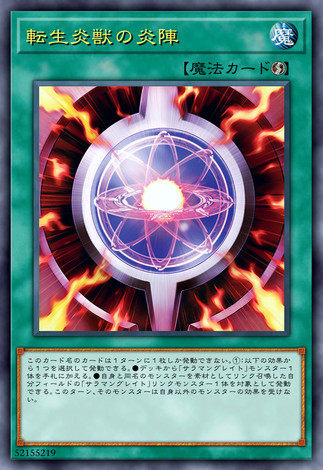 転生炎獣の炎陣
魔
【魔法カード】
このカード名のカードは１ターンに１枚しか発動できない。①：以下の効果か
ら１つを選択して発動できる。●デッキから「サラマングレイト」モンスター１
体を手札に加える。●自身と同名のモンスターを素材としてリンク召喚した自
分フィールドの「サラマングレイト」リンクモンスター１体を対象として発動
できる。このターン、そのモンスターは自身以外のモンスターの効果を受けな
い。
52155219